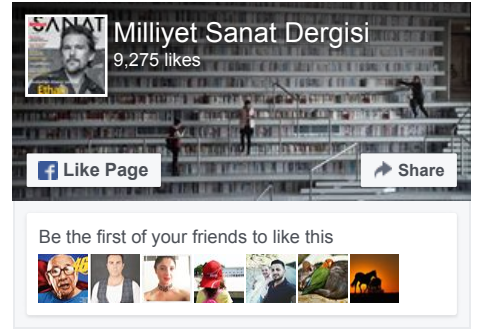 SANAT
Ethan
Milliyet Sanat Dergisi
9,275 likes
Like Page
Share
Be the first of your friends to like this